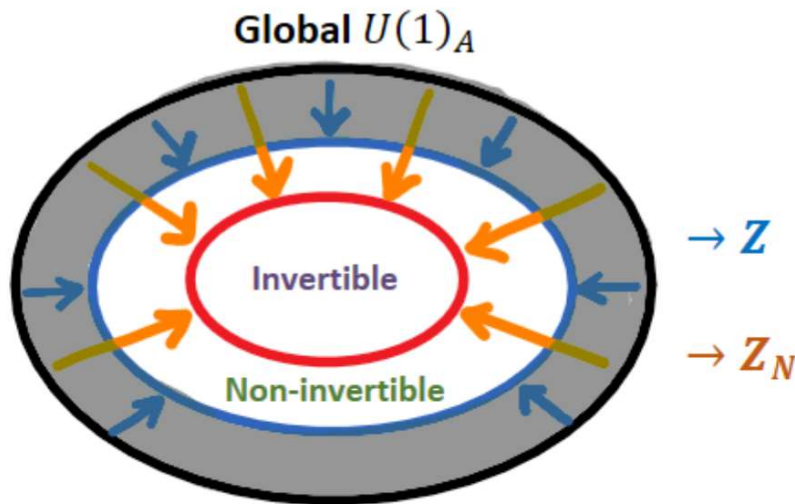 Global U(1)_A
Invertible
Non-invertible
→ Z
→ Z_N